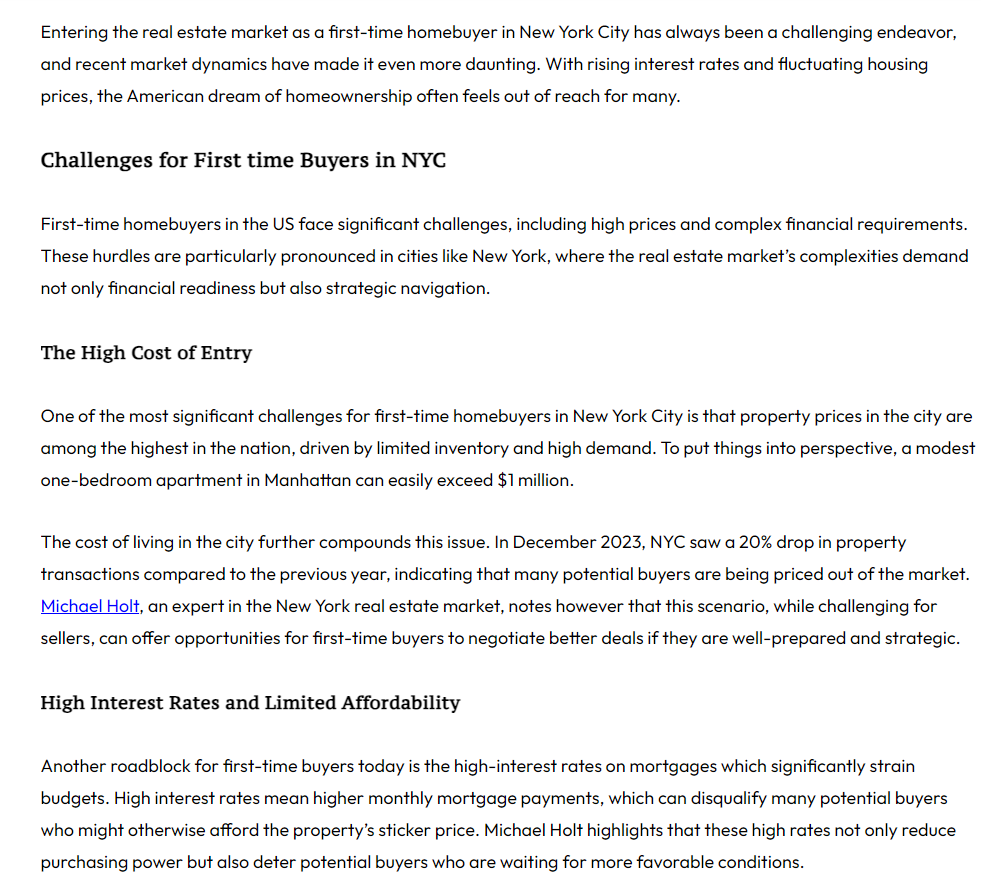 Entering the real estate market as a first-time homebuyer in New York City has always been a challenging endeavor,
and recent market dynamics have made it even more daunting. With rising interest rates and fluctuating housing
prices, the American dream of homeownership often feels out of reach for many.
Challenges for First time Buyers in NYC
First-time homebuyers in the US face significant challenges, including high prices and complex financial requirements.
These hurdles are particularly pronounced in cities like New York, where the real estate market’s complexities demand
not only financial readiness but also strategic navigation.
The High Cost of Entry
One of the most significant challenges for first-time homebuyers in New York City is that property prices in the city are
among the highest in the nation, driven by limited inventory and high demand. To put things into perspective, a modest
one-bedroom apartment in Manhattan can easily exceed $1 million.
The cost of living in the city further compounds this issue. In December 2023, NYC saw a 20% drop in property
transactions compared to the previous year, indicating that many potential buyers are being priced out of the market.
Michael Holt, an expert in the New York real estate market, notes however that this scenario, while challenging for
sellers, can offer opportunities for first-time buyers to negotiate better deals if they are well-prepared and strategic.
High Interest Rates and Limited Affordability
Another roadblock for first-time buyers today is the high-interest rates on mortgages which significantly strain
budgets. High interest rates mean higher monthly mortgage payments, which can disqualify many potential buyers
who might otherwise afford the property’s sticker price. Michael Holt highlights that these high rates not only reduce
purchasing power but also deter potential buyers who are waiting for more favorable conditions.